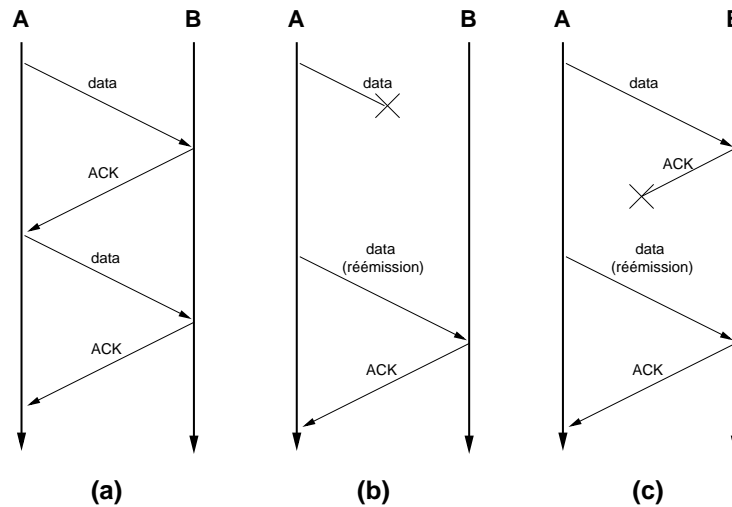 A
B
data
ACK
data
ACK
(a)
A
B
data
data
(réémission)
ACK
(b)
A
data
ACK
data
(réémission)
ACK
(c)